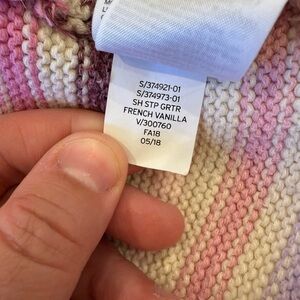 S/374921-01
S/374973-01
SH STP GRTR
FRENCH VANILLA
V/300760
FA18
05/18